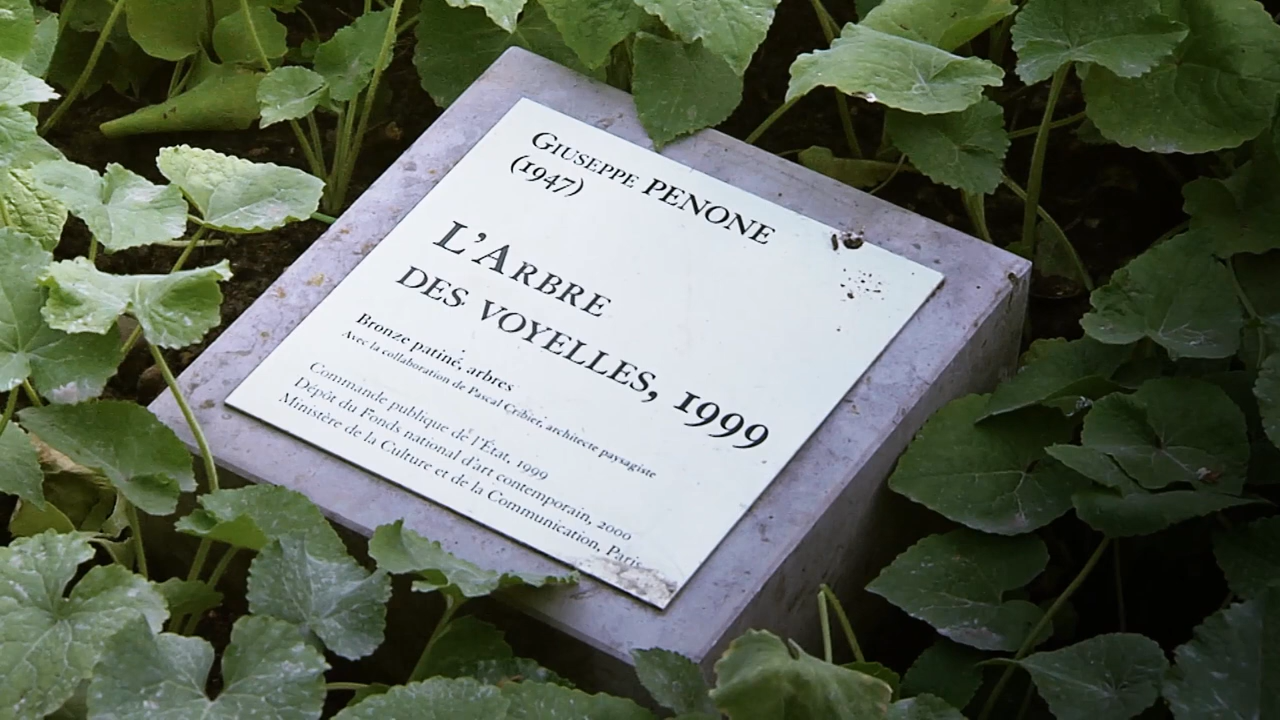 Giuseppe PENONE
(1947)
L'Arbre
des voyelles, 1999
Bronze patiné, arbres
Avec la collaboration de Pascal Cribier, architecte paysagiste
Commande publique de l'État, 1999
Dépôt du Fonds national d'art contemporain, 2000
Ministère de la Culture et de la Communication, Paris